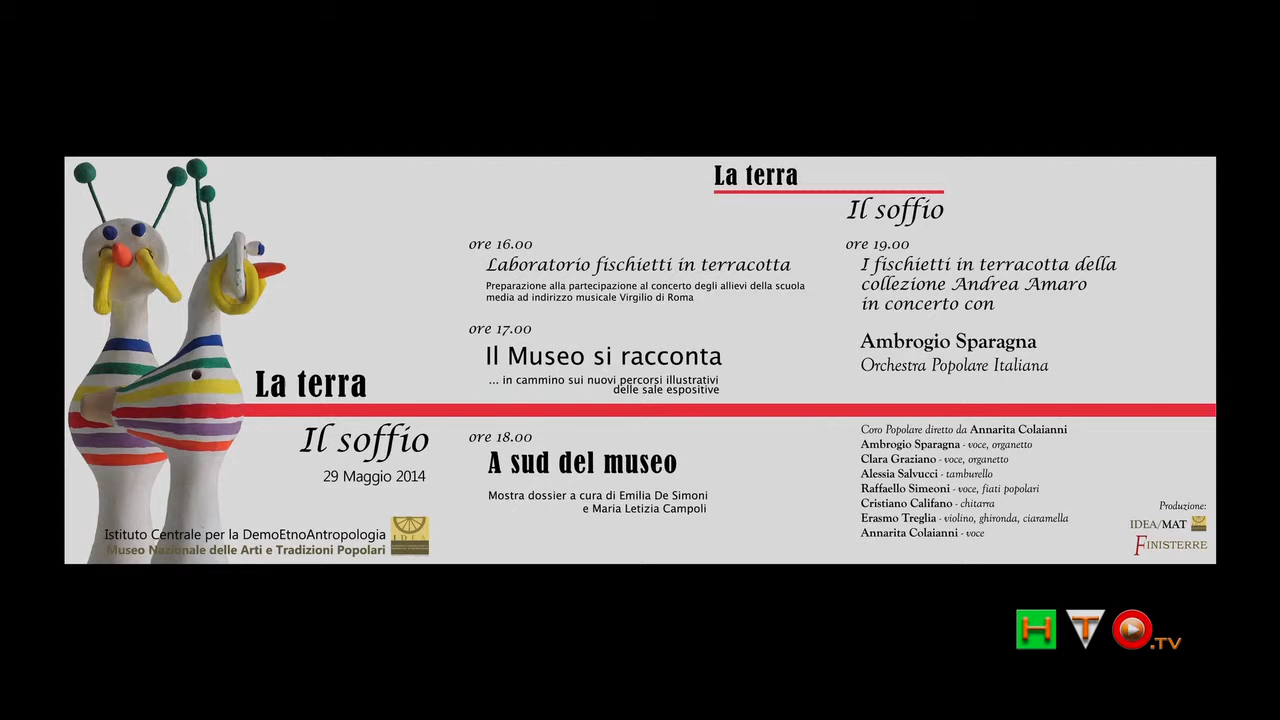 La terra
Il soffio
29 Maggio 2014
Istituto Centrale per la DemoEtnoAntropologia
Museo Nazionale delle Arti e Tradizioni Popolari
IDEA
ore 16.00
Laboratorio fischietti in terracotta
Preparazione alla partecipazione al concerto degli allievi della scuola
media ad indirizzo musicale Virgilio di Roma
ore 17.00
Il Museo si racconta
... in cammino sui nuovi percorsi illustrativi
delle sale espositive
ore 18.00
A sud del museo
Mostra dossier a cura di Emilia De Simoni
e Maria Letizia Campoli
La terra
Il soffio
ore 19.00
I fischietti in terracotta della
collezione Andrea Amaro
in concerto con
Ambrogio Sparagna
Orchestra Popolare Italiana
Coro Popolare diretto da Annarita Colaianni
Ambrogio Sparagna - voce, organetto
Clara Graziano - voce, organetto
Alessia Salvucci - tamburello
Raffaello Simeoni - voce, fiati popolari
Cristiano Califano - chitarra
Erasmo Treglia - violino, ghironda, ciaramella
Annarita Colaianni - voce
Produzione:
IDEA/MAT
FINISTERRE
HTO.TV